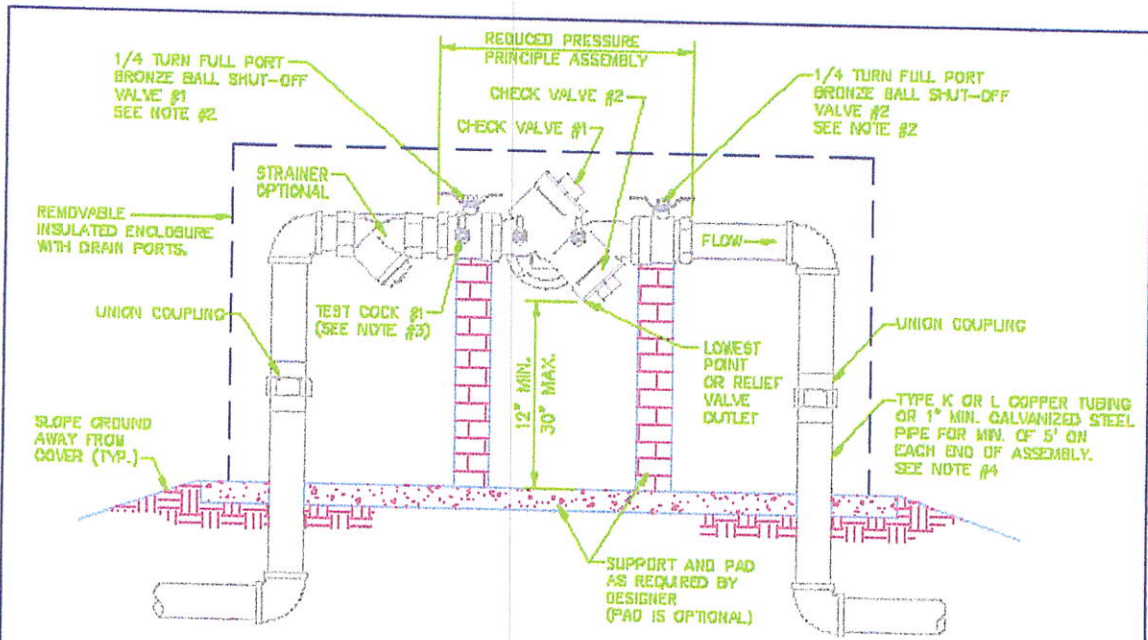 REDUCED PRESSURE
PRINCIPLE ASSEMBLY
1/4 TURN FULL PORT
BRONZE BALL SHUT-OFF
VALVE #1
SEE NOTE #2
CHECK VALVE #2
CHECK VALVE #1
1/4 TURN FULL PORT
BRONZE BALL SHUT-OFF
VALVE #2
SEE NOTE #2
STRAINER
OPTIONAL
REMOVABLE
INSULATED ENCLOSURE
WITH DRAIN PORTS.
FLOW
UNION COUPLING
TEST COCK #1
(SEE NOTE #3)
12" MIN.
30" MAX.
LOWEST
POINT
OR RELIEF
VALVE
OUTLET
UNION COUPLING
SLOPE GROUND
AWAY FROM
COVER (TYP.)
TYPE K OR L COPPER TUBING
OR 1" MIN. GALVANIZED STEEL
PIPE FOR MIN. OF 5' ON
EACH END OF ASSEMBLY.
SEE NOTE #4
SUPPORT AND PAD
AS REQUIRED BY
DESIGNER
(PAD IS OPTIONAL)